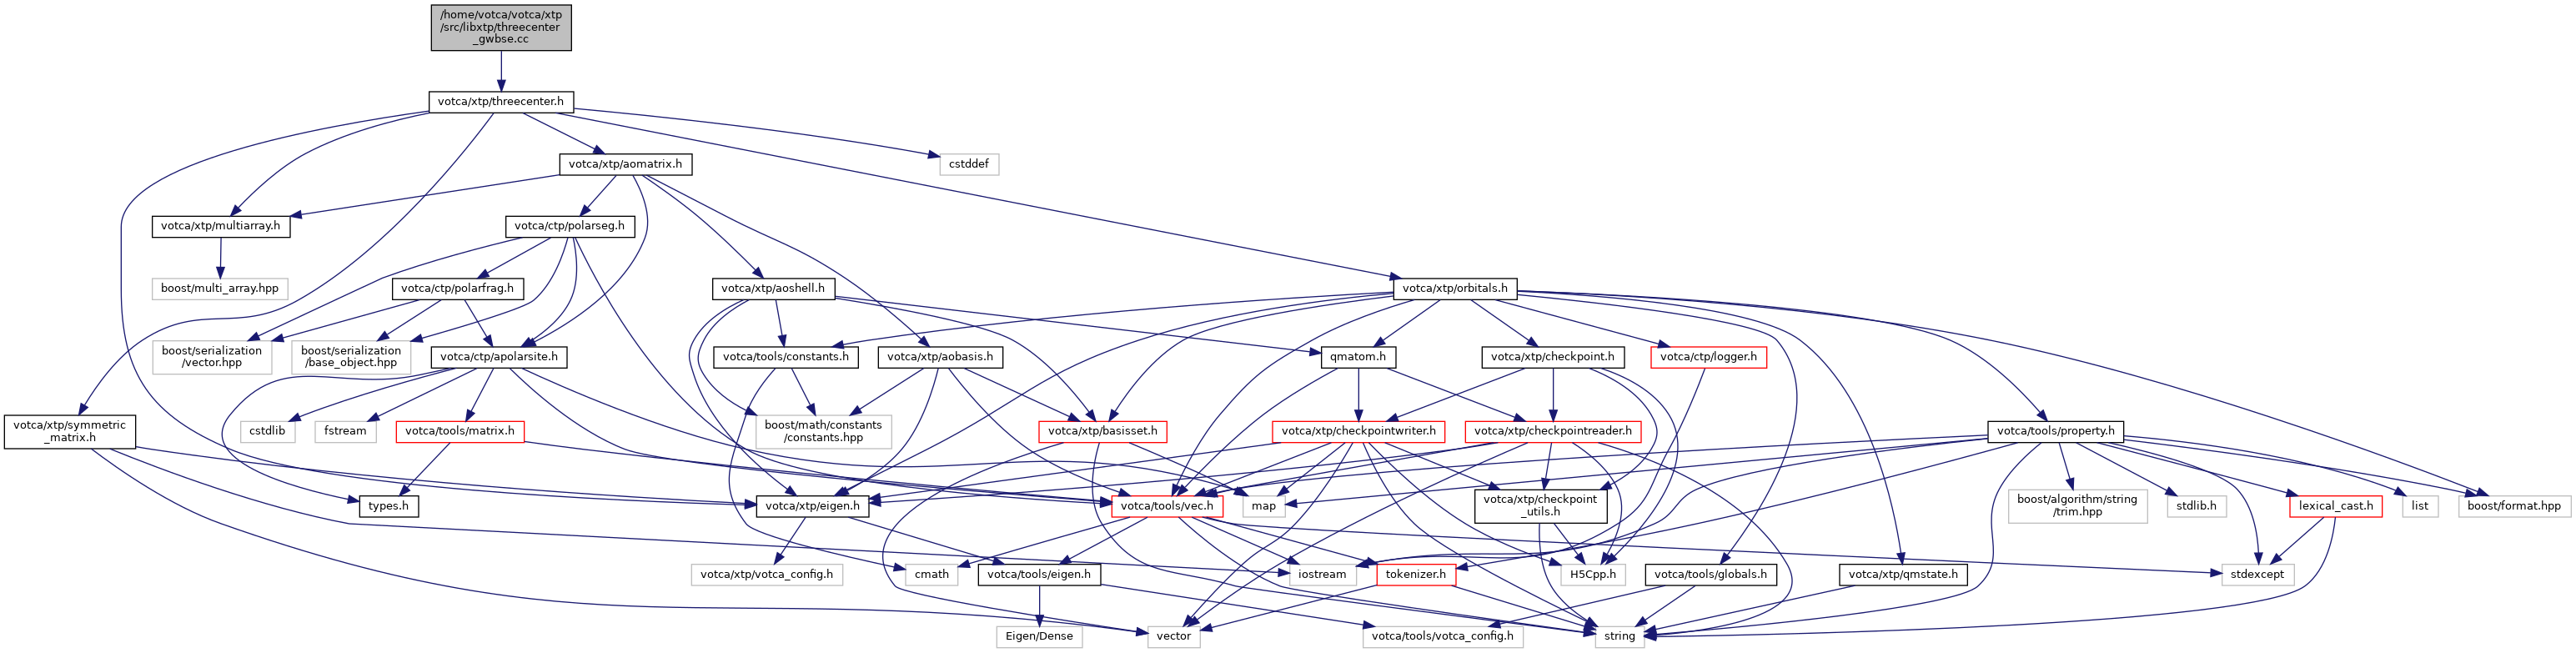 /home/votca/votca/xtp
/src/libxtp/threecenter
_gwbse.cc
votca/xtp/threecenter.h
votca/xtp/aomatrix.h
cstddef
votca/xtp/multiarray.h
votca/ctp/polarseg.h
boost/multi_array.hpp
votca/ctp/polarfrag.h
votca/xtp/aoshell.h
votca/xtp/orbitals.h
boost/serialization
/vector.hpp
boost/serialization
/base_object.hpp
votca/ctp/apolarsite.h
votca/tools/constants.h
votca/xtp/aobasis.h
qmatom.h
votca/xtp/checkpoint.h
votca/ctp/logger.h
votca/xtp/symmetric
_matrix.h
cstdlib
fstream
votca/tools/matrix.h
boost/math/constants
/constants.hpp
votca/xtp/basisset.h
votca/xtp/checkpointwriter.h
votca/xtp/checkpointreader.h
votca/tools/property.h
types.h
votca/xtp/eigen.h
votca/tools/vec.h
map
votca/xtp/checkpoint
_utils.h
boost/algorithm/string
/trim.hpp
stdlib.h
lexical_cast.h
list
boost/format.hpp
votca/xtp/votca_config.h
cmath
votca/tools/eigen.h
iostream
tokenizer.h
H5Cpp.h
votca/tools/globals.h
votca/xtp/qmstate.h
stdexcept
Eigen/Dense
vector
votca/tools/votca_config.h
string